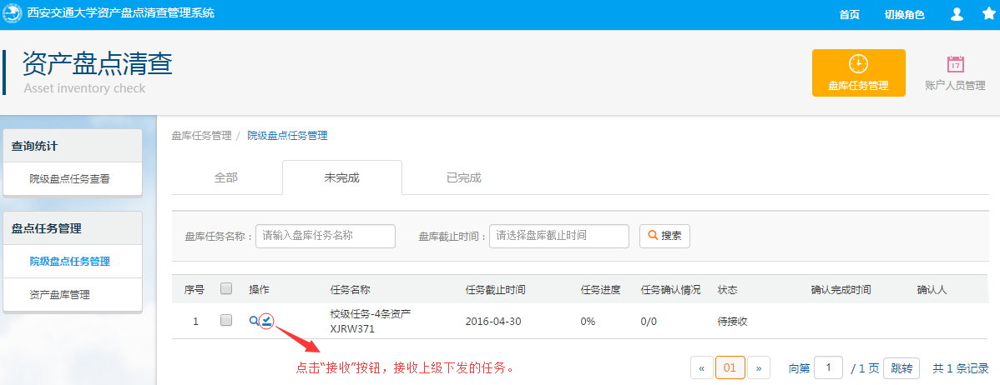 西安交通大学资产盘点清查管理系统
首页 切换角色
资产盘点清查
Asset inventory check
盘库任务管理
17
账户人员管理
查询统计
院级盘点任务查看
盘点任务管理
院级盘点任务管理
资产盘库管理
盘库任务管理 / 院级盘点任务管理
全部 未完成 已完成
盘库任务名称： 请输入盘库任务名称 盘库截止时间： 请选择盘库截止时间 搜索
序号 操作 任务名称 任务截止时间 任务进度 任务确认情况 状态 确认完成时间 确认人
1 校级任务-4条资产 XJRW371 2016-04-30 0% 0/0 待接收
点击“接收”按钮，接收上级下发的任务。
« 01 » 向第 1 / 1 页 跳转 共 1 条记录